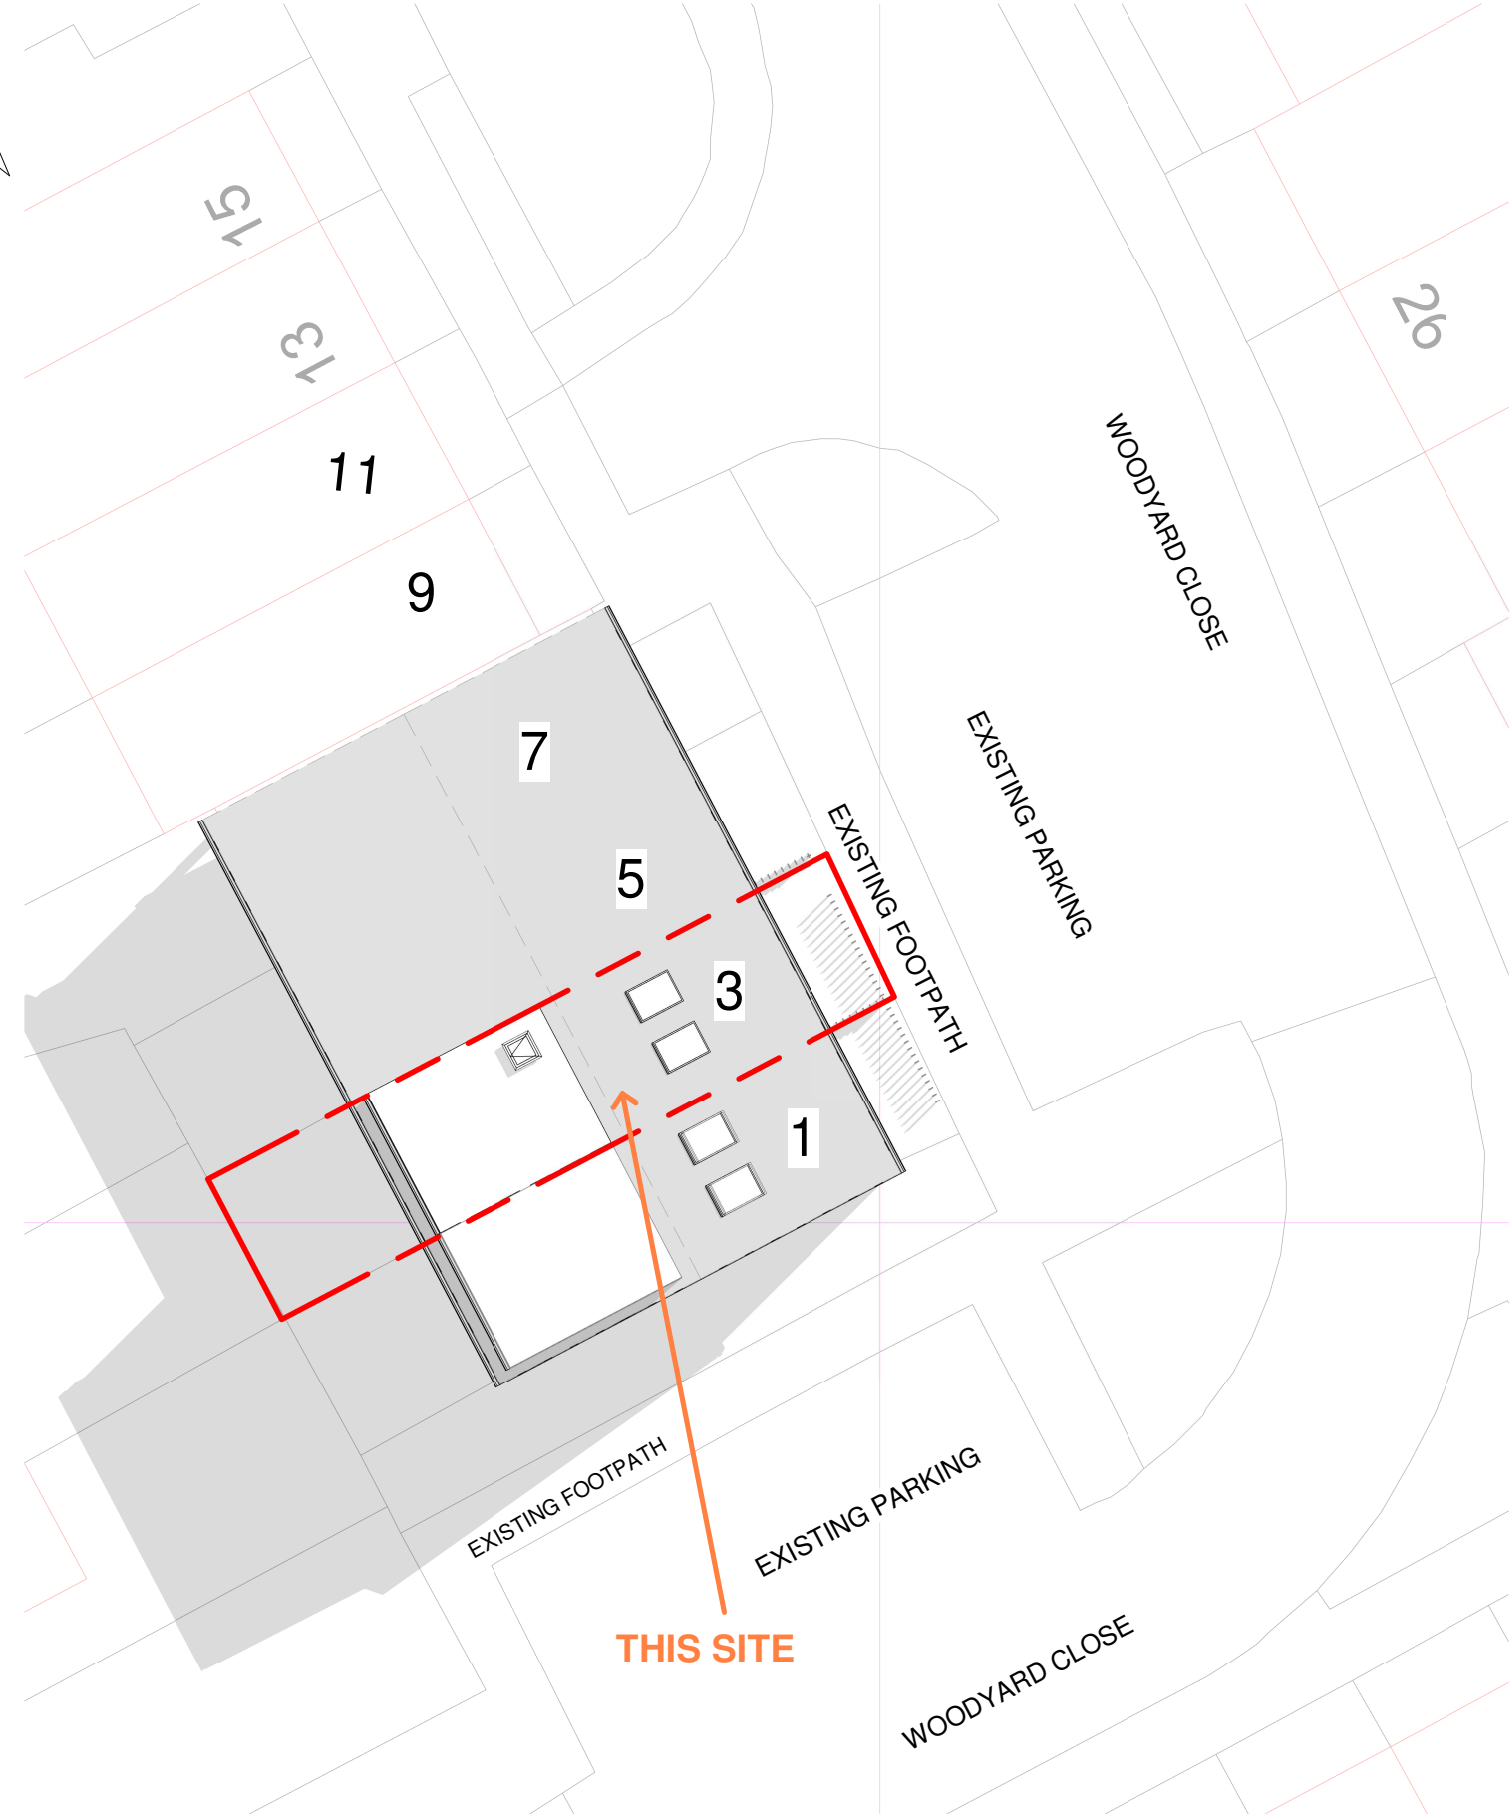 15
13
26
11
9
WOODYARD CLOSE
7
EXISTING PARKING
5
EXISTING FOOTPATH
3
1
EXISTING FOOTPATH
EXISTING PARKING
THIS SITE
WOODYARD CLOSE